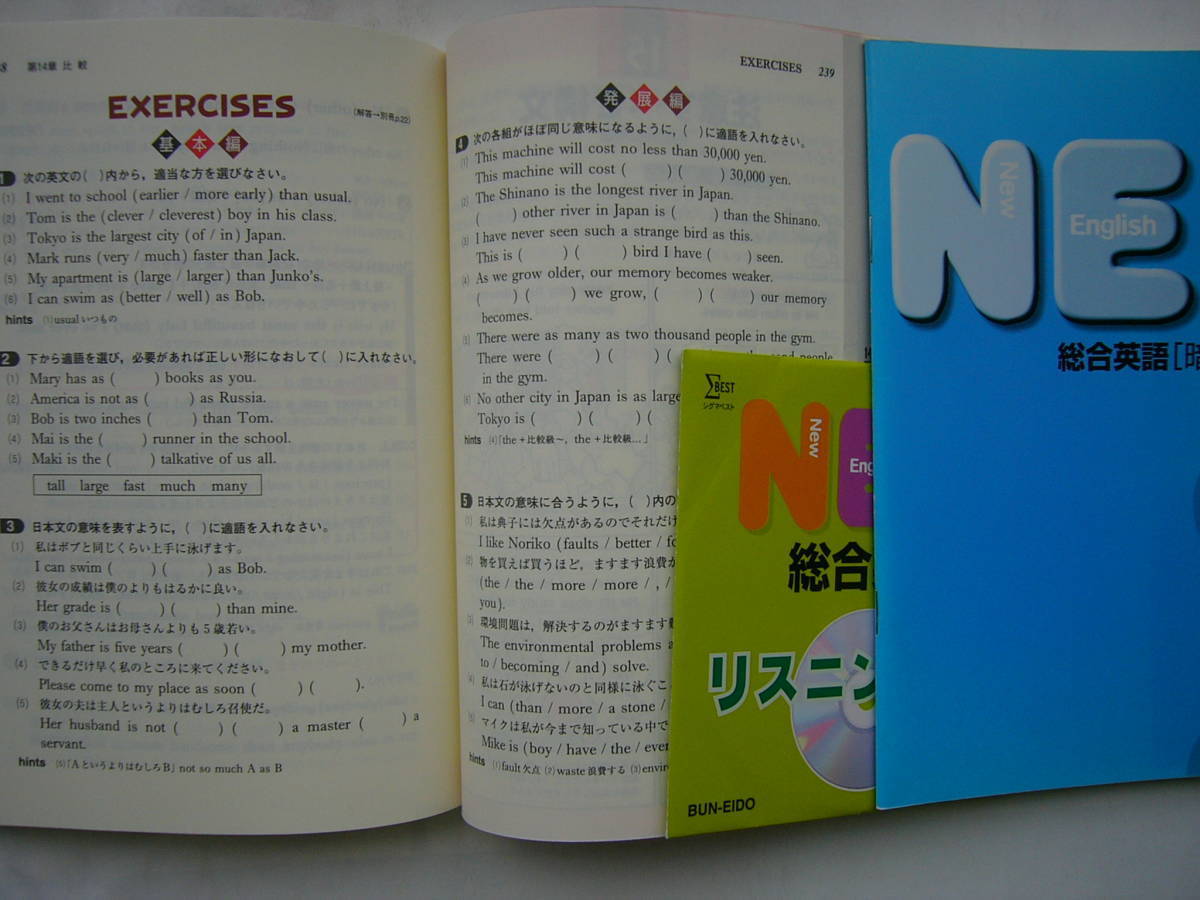 8 第14章 比較
EXERCISES
(解答→別冊p.22)
基本編
1 次の英文の( )内から，適当な方を選びなさい。
(1) I went to school (earlier / more early) than usual.
(2) Tom is the (clever / cleverest) boy in his class.
(3) Tokyo is the largest city (of / in) Japan.
(4) Mark runs (very / much) faster than Jack.
(5) My apartment is (large / larger) than Junko's.
(6) I can swim as (better / well) as Bob.
hints (1)usual いつもの
2 下から適語を選び，必要があれば正しい形になおして( )に入れなさい。
(1) Mary has as ( ) books as you.
(2) America is not as ( ) as Russia.
(3) Bob is two inches ( ) than Tom.
(4) Mai is the ( ) runner in the school.
(5) Maki is the ( ) talkative of us all.
tall large fast much many
3 日本文の意味を表すように，( )に適語を入れなさい。
(1) 私はボブと同じくらい上手に泳げます。
I can swim ( ) ( ) as Bob.
(2) 彼女の成績は僕のよりもはるかに良い。
Her grade is ( ) ( ) than mine.
(3) 僕のお父さんはお母さんよりも5歳若い。
My father is five years ( ) ( ) my mother.
(4) できるだけ早く私のところに来てください。
Please come to my place as soon ( ) ( ).
(5) 彼女の夫は主人というよりはむしろ召使だ。
Her husband is not ( ) ( ) a master ( ) a
servant.
hints (5)「AというよりはむしろB」not so much A as B
EXERCISES 239
発展編
4 次の各組がほぼ同じ意味になるように，( )に適語を入れなさい。
(1) This machine will cost no less than 30,000 yen.
This machine will cost ( ) ( ) 30,000 yen.
(2) The Shinano is the longest river in Japan.
( ) other river in Japan is ( ) than the Shinano.
(3) I have never seen such a strange bird as this.
This is ( ) ( ) bird I have ( ) seen.
(4) As we grow older, our memory becomes weaker.
( ) ( ) we grow, ( ) ( ) our memory
becomes.
(5) There were as many as two thousand people in the gym.
There were ( ) ( ) (
in the gym.
(6) No other city in Japan is as large
Tokyo is ( ) ( ) (
hints (4)「the＋比較級〜，the＋比較級…」
5 日本文の意味に合うように，( )内の
(1) 私は典子には欠点があるのでそれだけ
I like Noriko (faults / better /
(2) 物を買えば買うほど，ますます浪費が
(the / the / more / more / , /
you).
(3) 環境問題は，解決するのがますます
The environmental problems a
to / becoming / and) solve.
(4) 私は石が泳げないのと同様に泳ぐこ
I can (than / more / a stone /
(5) マイクは私が今まで知っている中で
Mike is (boy / have / the / ever
hints (1)fault 欠点 (2)waste 浪費する (3)enviro
ΣBEST
シグマベスト
NE
New
Eng
総合
リスニン
BUN-EIDO
NE
New
English
総合英語［暗